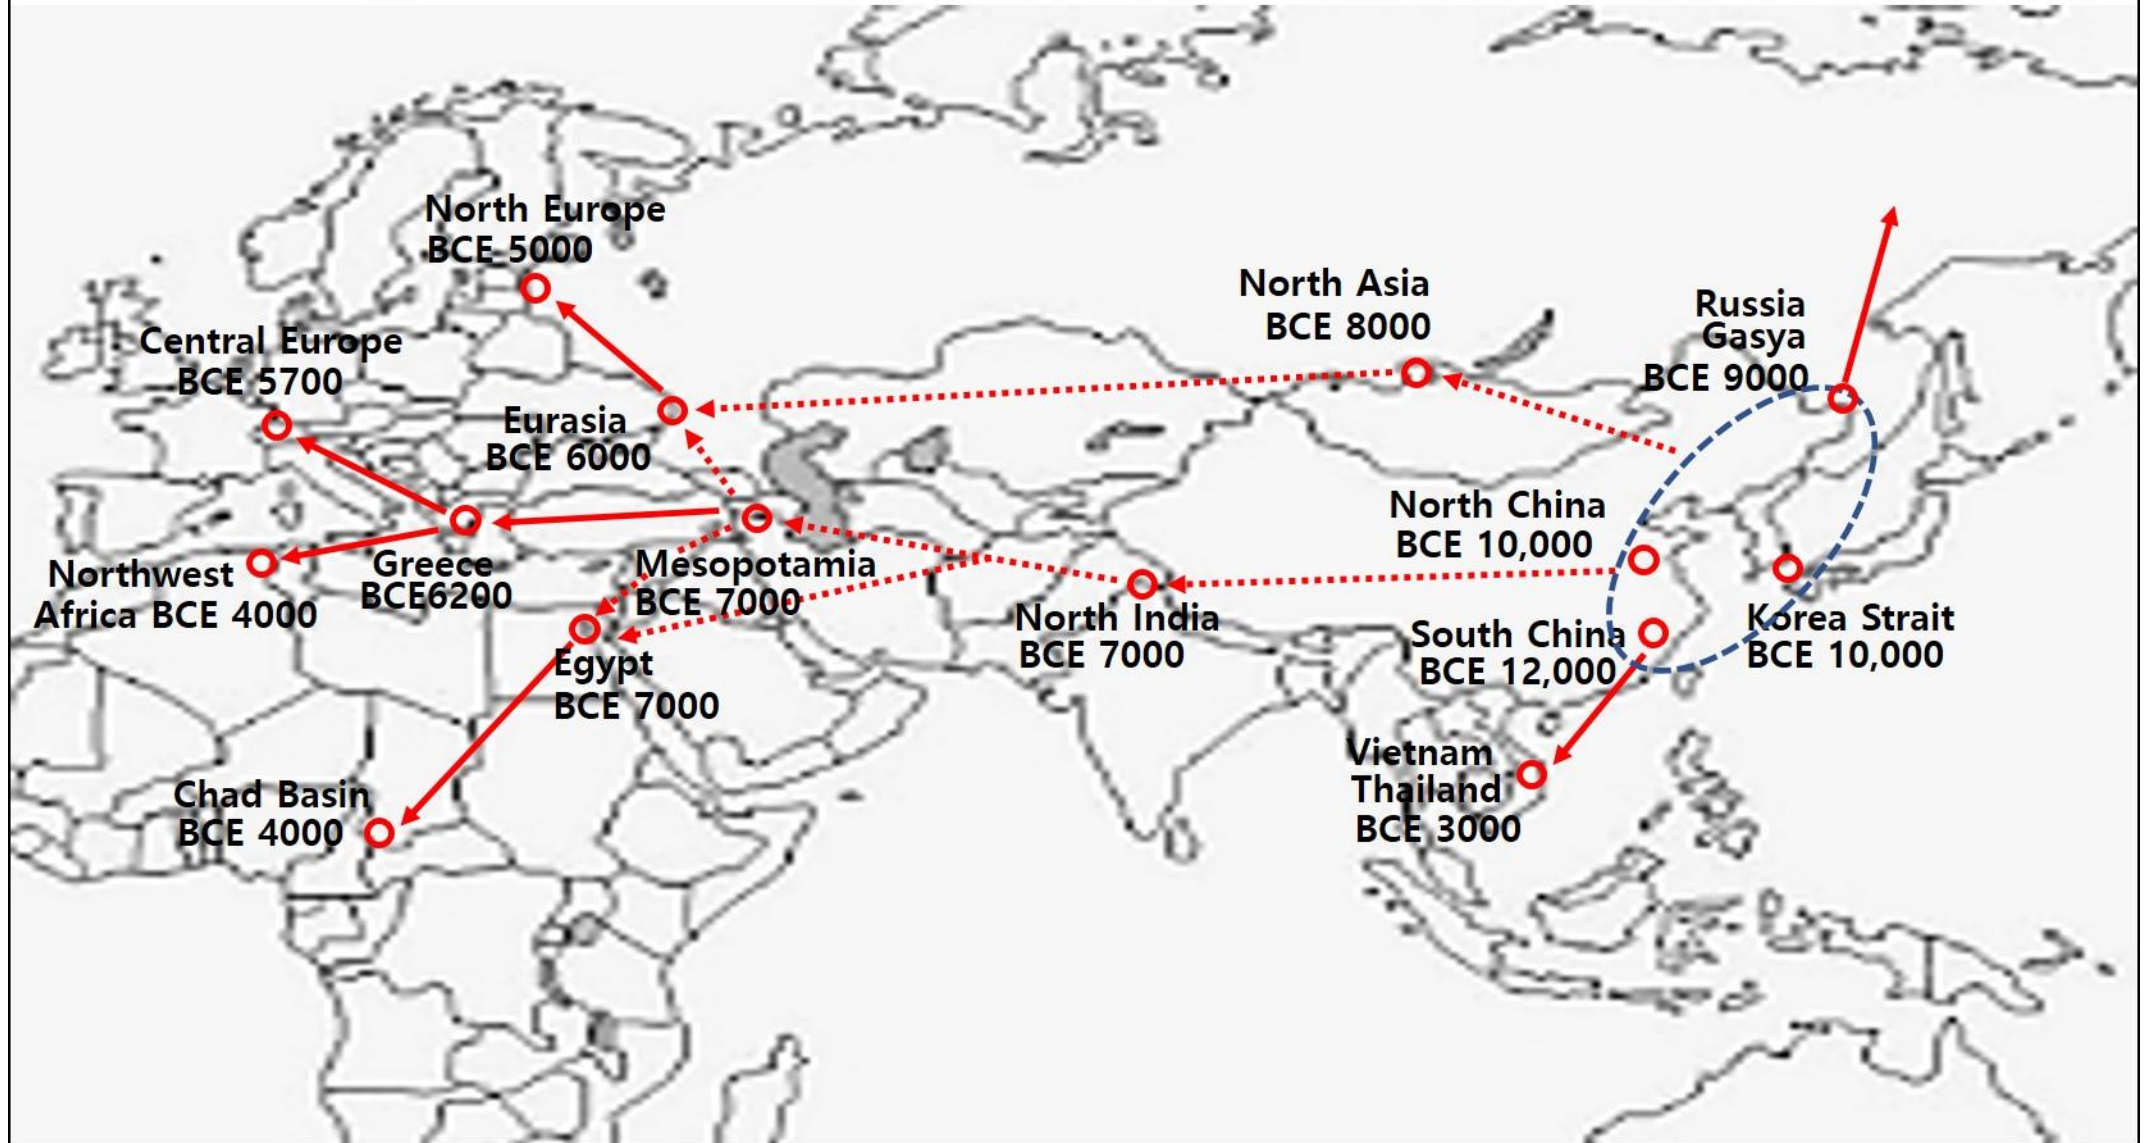 North Europe
BCE 5000
Central Europe
BCE 5700
Eurasia
BCE 6000
North Asia
BCE 8000
Russia
Gasya
BCE 9000
North China
BCE 10,000
Northwest
Africa BCE 4000
Greece
BCE6200
Mesopotamia
BCE 7000
Egypt
BCE 7000
North India
BCE 7000
South China
BCE 12,000
Korea Strait
BCE 10,000
Chad Basin
BCE 4000
Vietnam
Thailand
BCE 3000